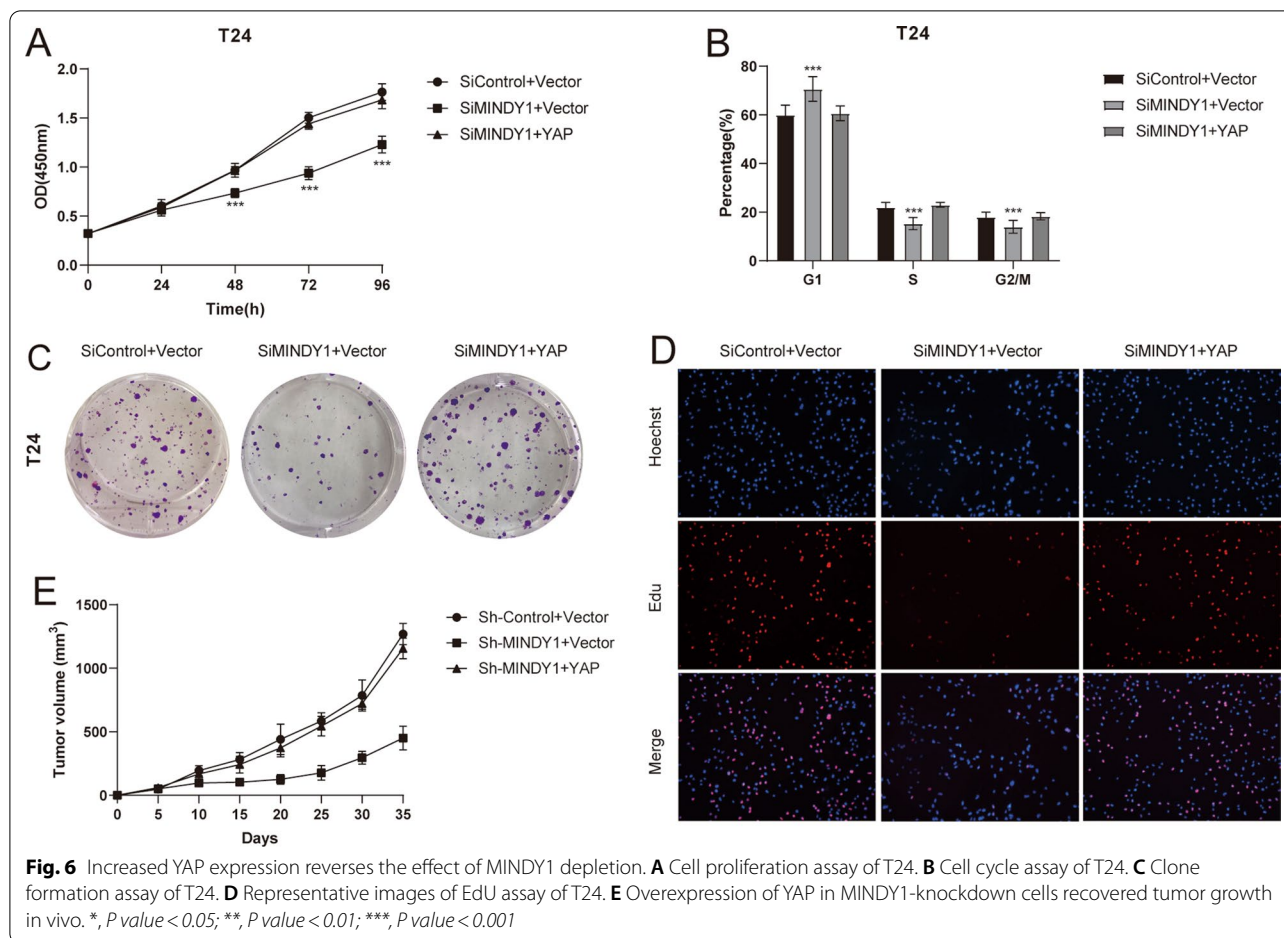 A
T24
SiControl+Vector
SiMINDY1+Vector
SiMINDY1+YAP
OD(450nm)
2.0
1.5
1.0
0.5
0.0
***
***
***
0 24 48 72 96
Time(h)
B
T24
SiControl+Vector
SiMINDY1+Vector
SiMINDY1+YAP
Percentage(%)
80
60
40
20
0
***
***
***
G1 S G2/M
C
SiControl+Vector SiMINDY1+Vector SiMINDY1+YAP
T24
D
SiControl+Vector SiMINDY1+Vector SiMINDY1+YAP
Hoechst
Edu
Merge
E
Sh-Control+Vector
Sh-MINDY1+Vector
Sh-MINDY1+YAP
Tumor volume (mm³)
1500
1000
500
0
0 5 10 15 20 25 30 35
Days
Fig. 6 Increased YAP expression reverses the effect of MINDY1 depletion. A Cell proliferation assay of T24. B Cell cycle assay of T24. C Clone
formation assay of T24. D Representative images of EdU assay of T24. E Overexpression of YAP in MINDY1-knockdown cells recovered tumor growth
in vivo. *, P value < 0.05; **, P value < 0.01; ***, P value < 0.001